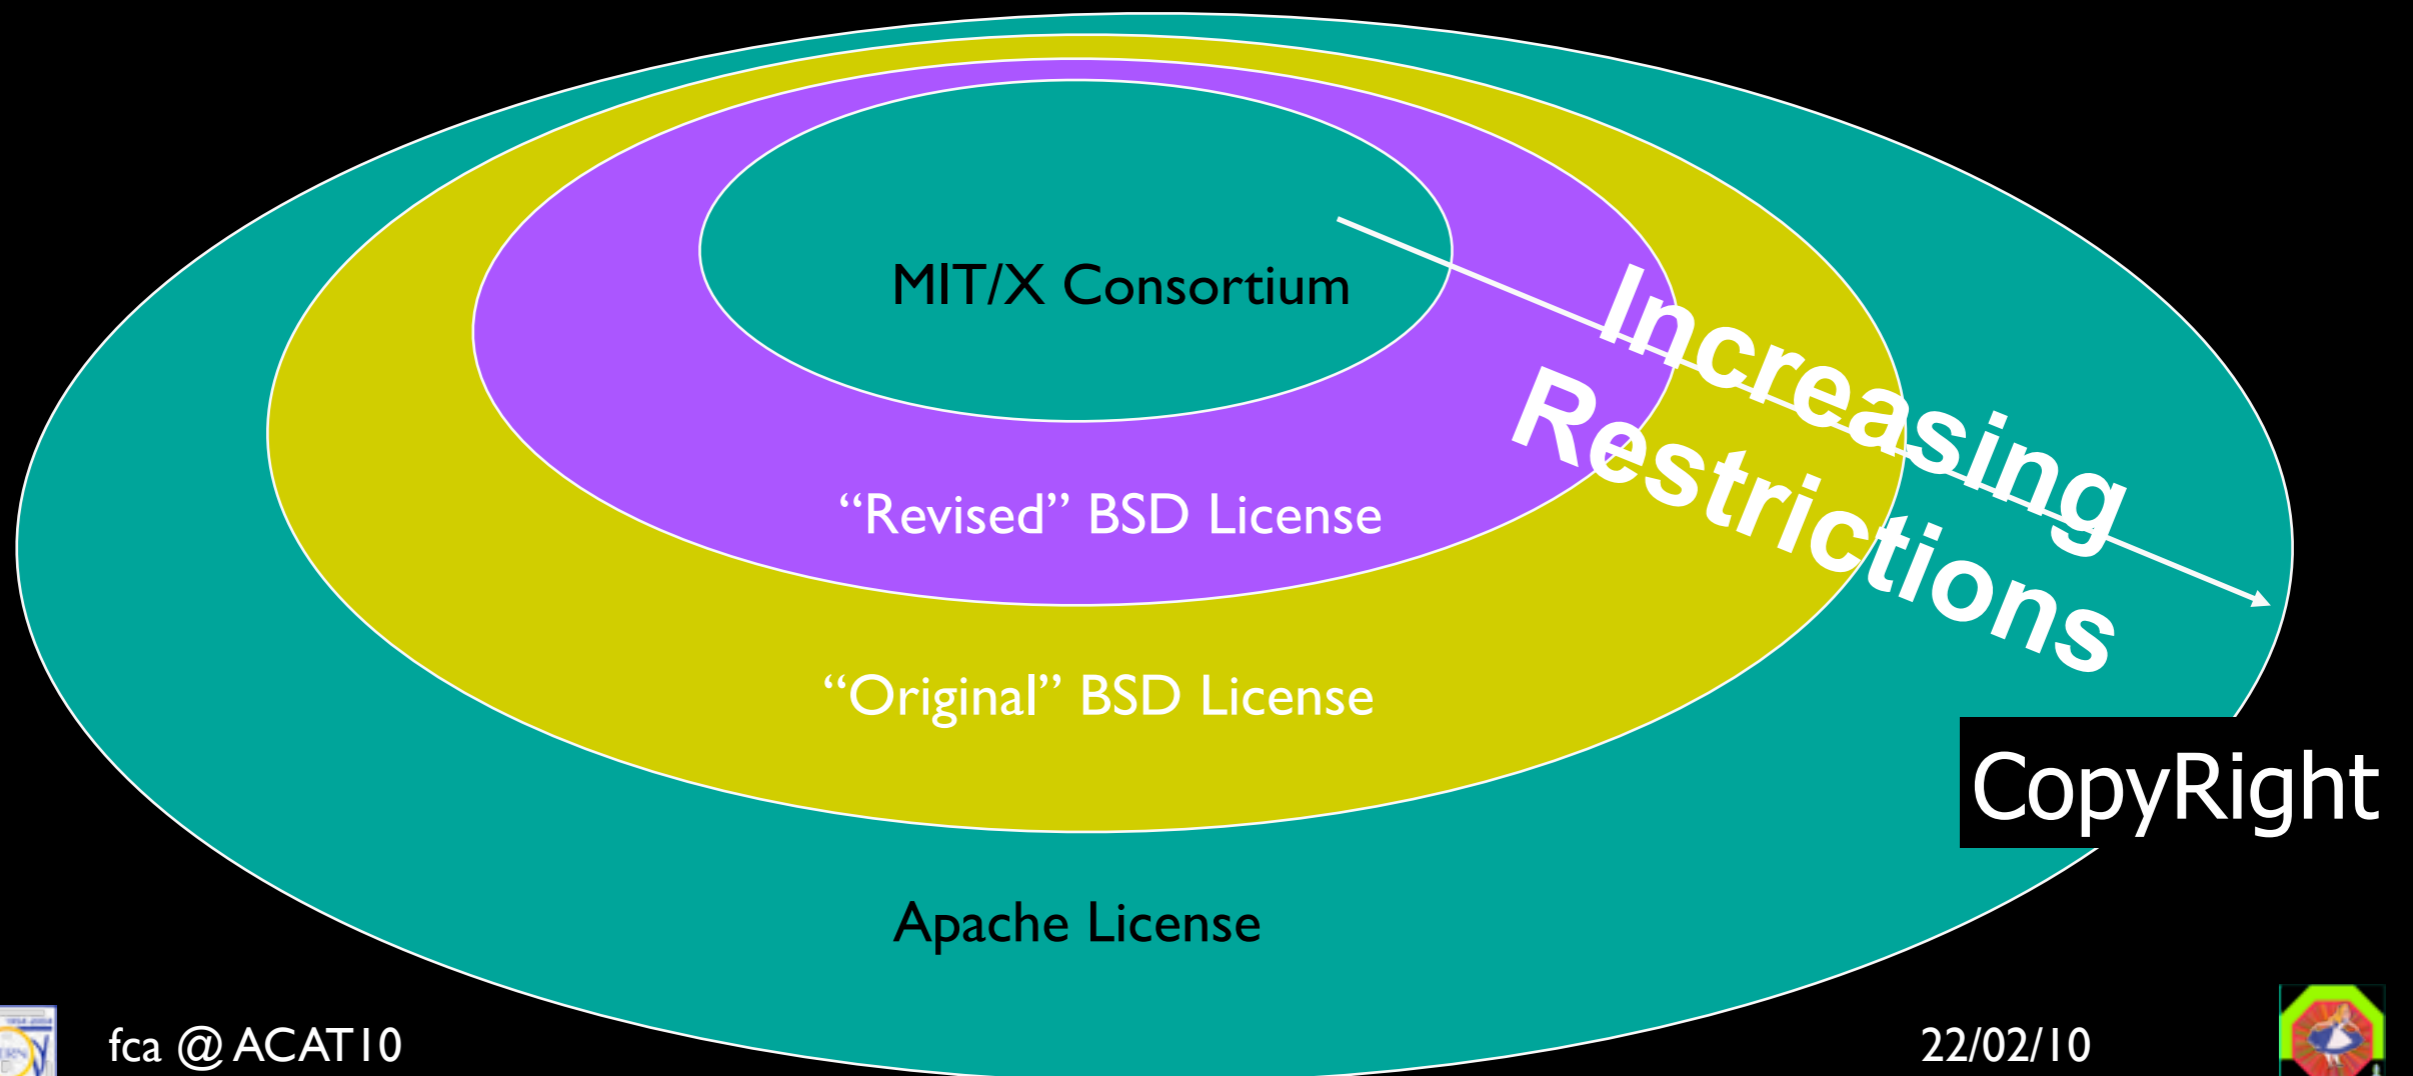 MIT/X Consortium
Increasing
Restrictions
“Revised” BSD License
“Original” BSD License
CopyRight
Apache License
fca @ ACAT10
22/02/10